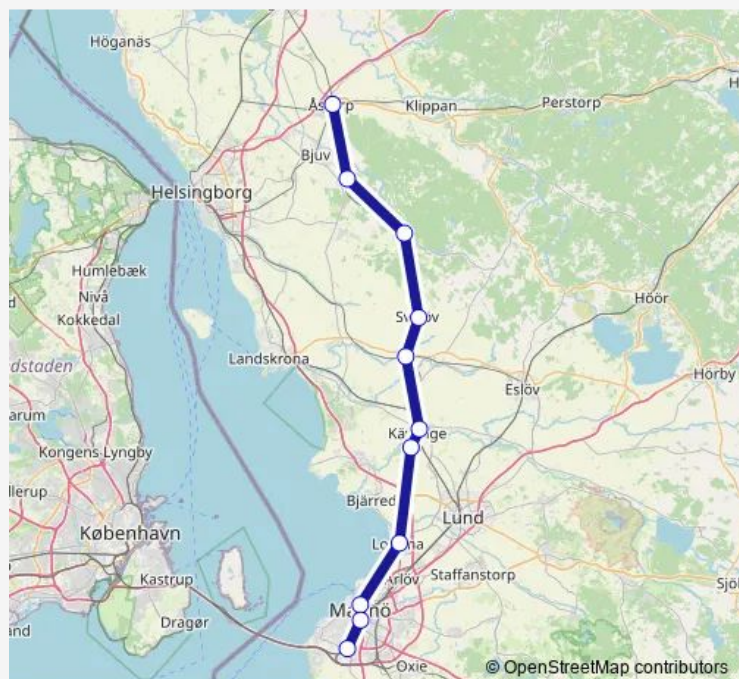 Höganäs
Klippan
Perstorp
Bjuv
Helsingborg
Humlebæk
Nivå
Kokkedal
Höör
Landskrona
Hörby
Eslöv
Kongens Lyngby
Bjärred
Lund
København
Kastrup
Arlöv
Staffanstorp
Dragør
Oxie
© OpenStreetMap contributors